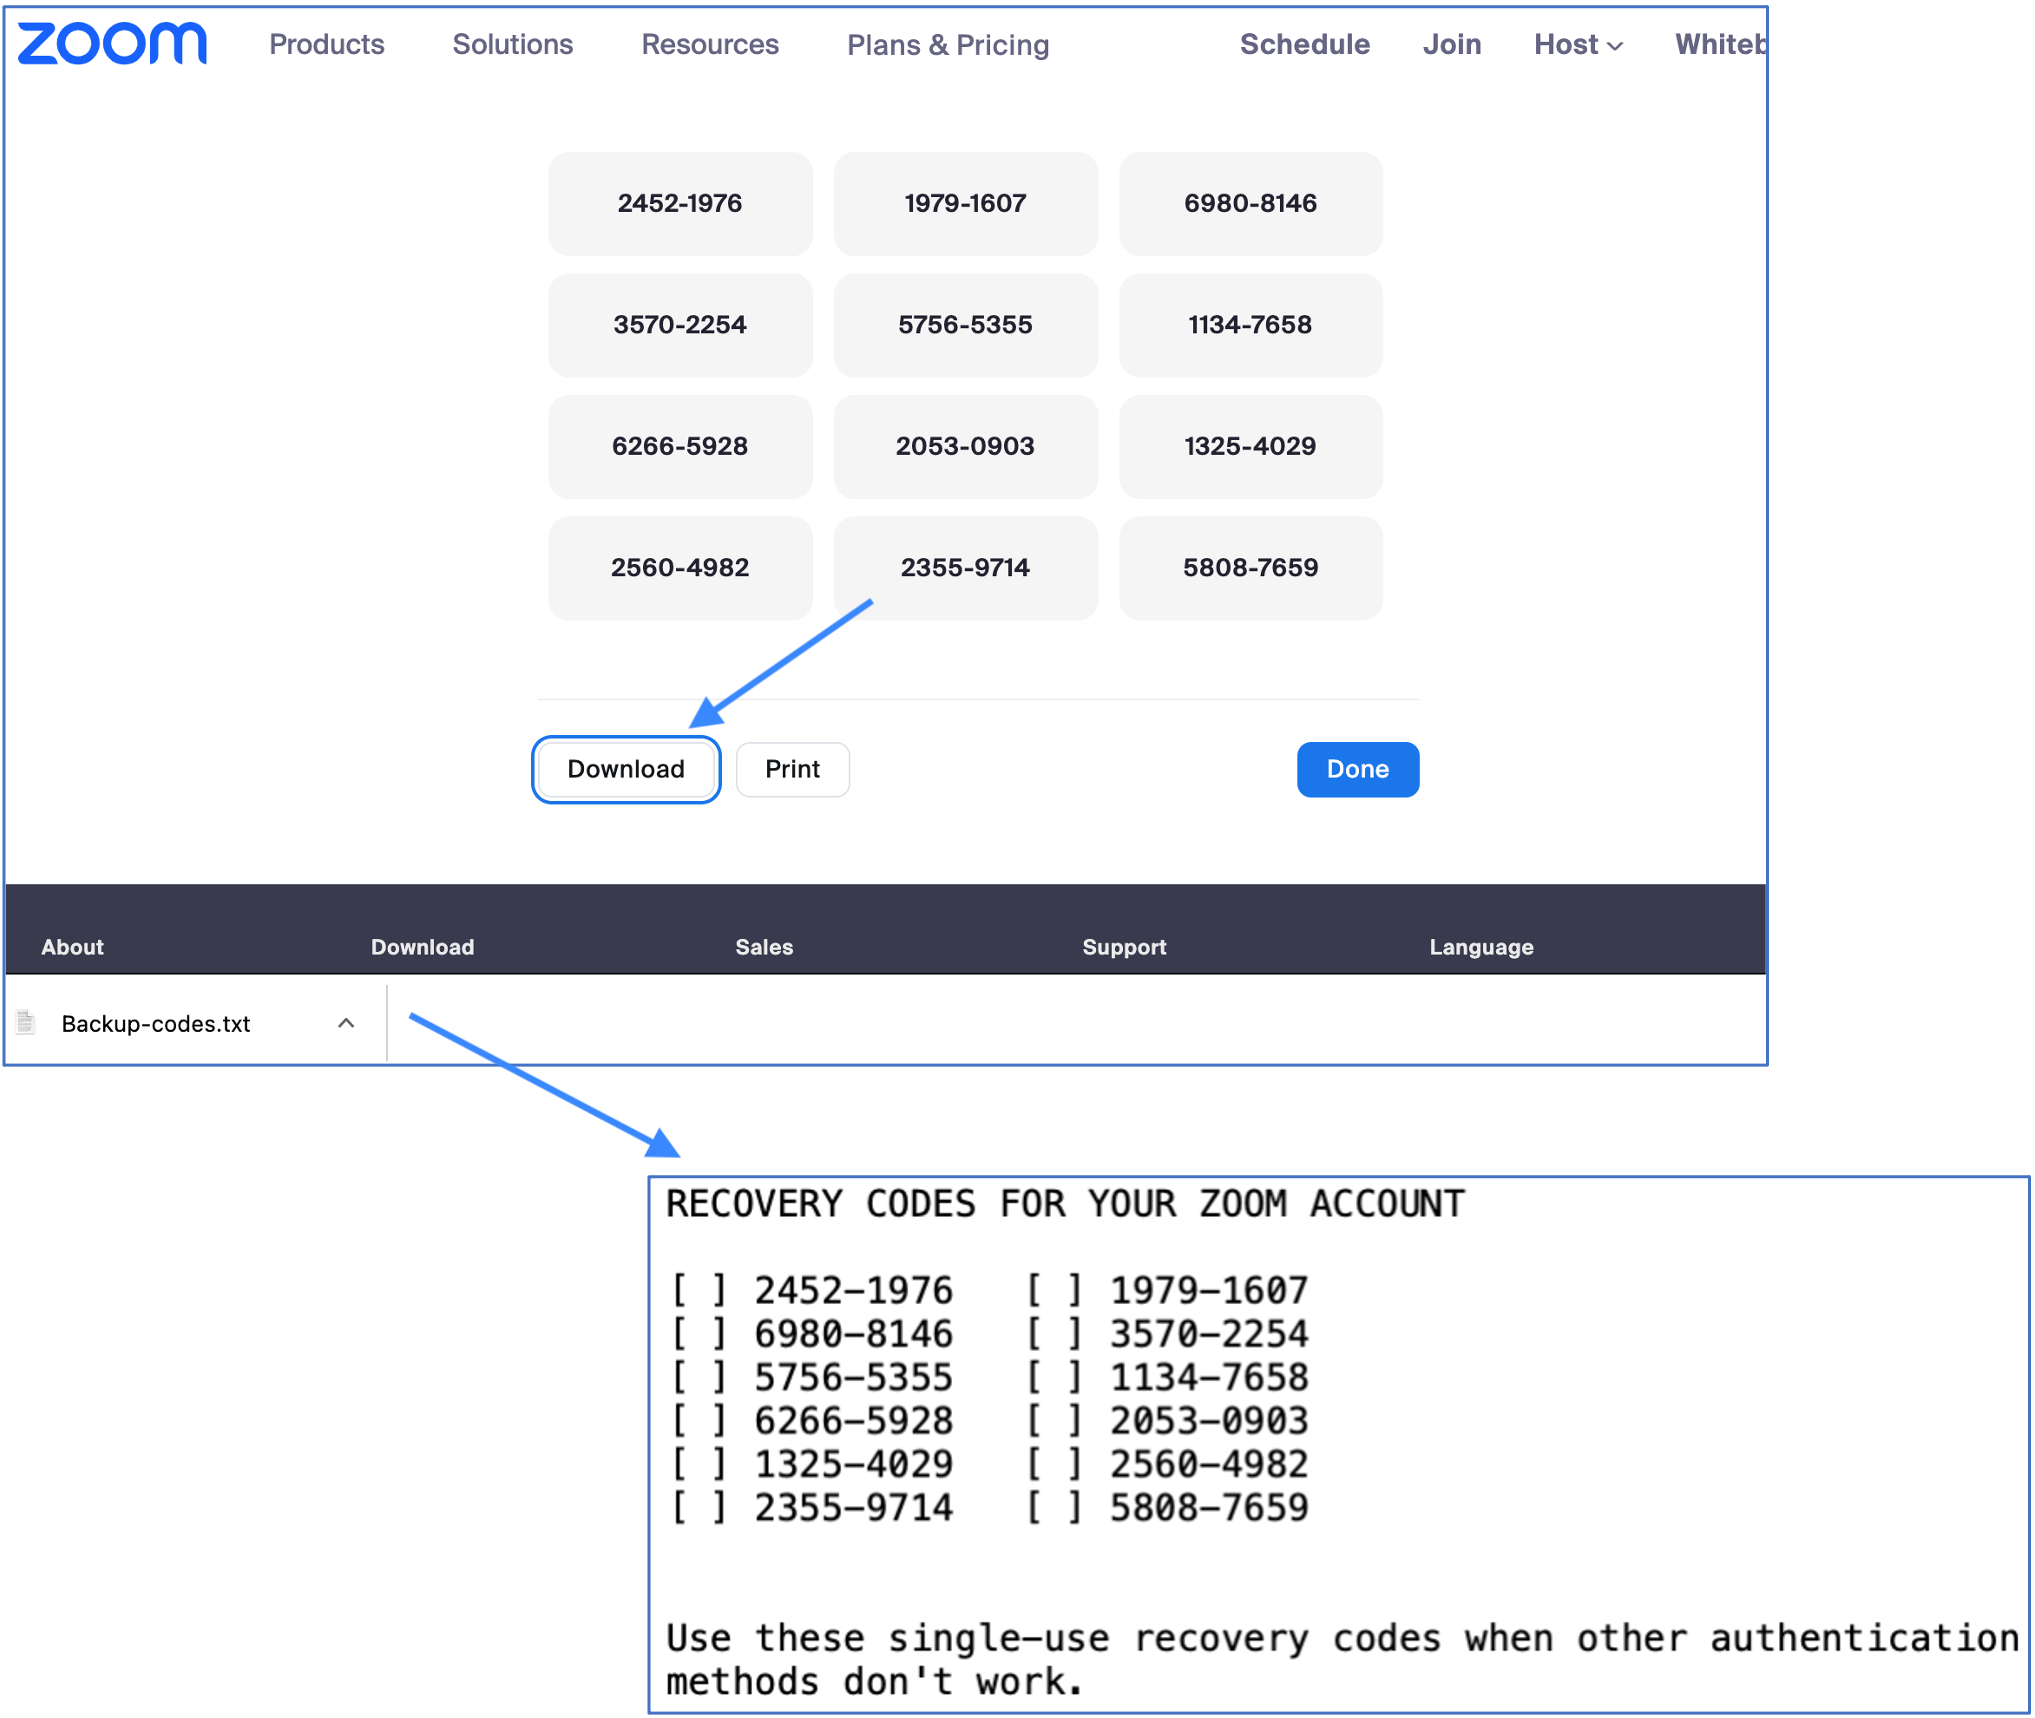 zoom Products Solutions Resources Plans & Pricing Schedule Join Host Whiteb
2452-1976 1979-1607 6980-8146
3570-2254 5756-5355 1134-7658
6266-5928 2053-0903 1325-4029
2560-4982 2355-9714 5808-7659
Download Print Done
About Download Sales Support Language
Backup-codes.txt
RECOVERY CODES FOR YOUR ZOOM ACCOUNT
[ ] 2452-1976 [ ] 1979-1607
[ ] 6980-8146 [ ] 3570-2254
[ ] 5756-5355 [ ] 1134-7658
[ ] 6266-5928 [ ] 2053-0903
[ ] 1325-4029 [ ] 2560-4982
[ ] 2355-9714 [ ] 5808-7659
Use these single-use recovery codes when other authentication
methods don't work.